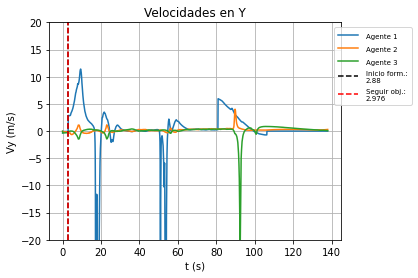 Velocidades en Y
20
15
10
5
0
−5
−10
−15
−20
Vy (m/s)
0
20
40
60
80
100
120
140
t (s)
Agente 1
Agente 2
Agente 3
Inicio form.:
2.88
Seguir obj.:
2.976